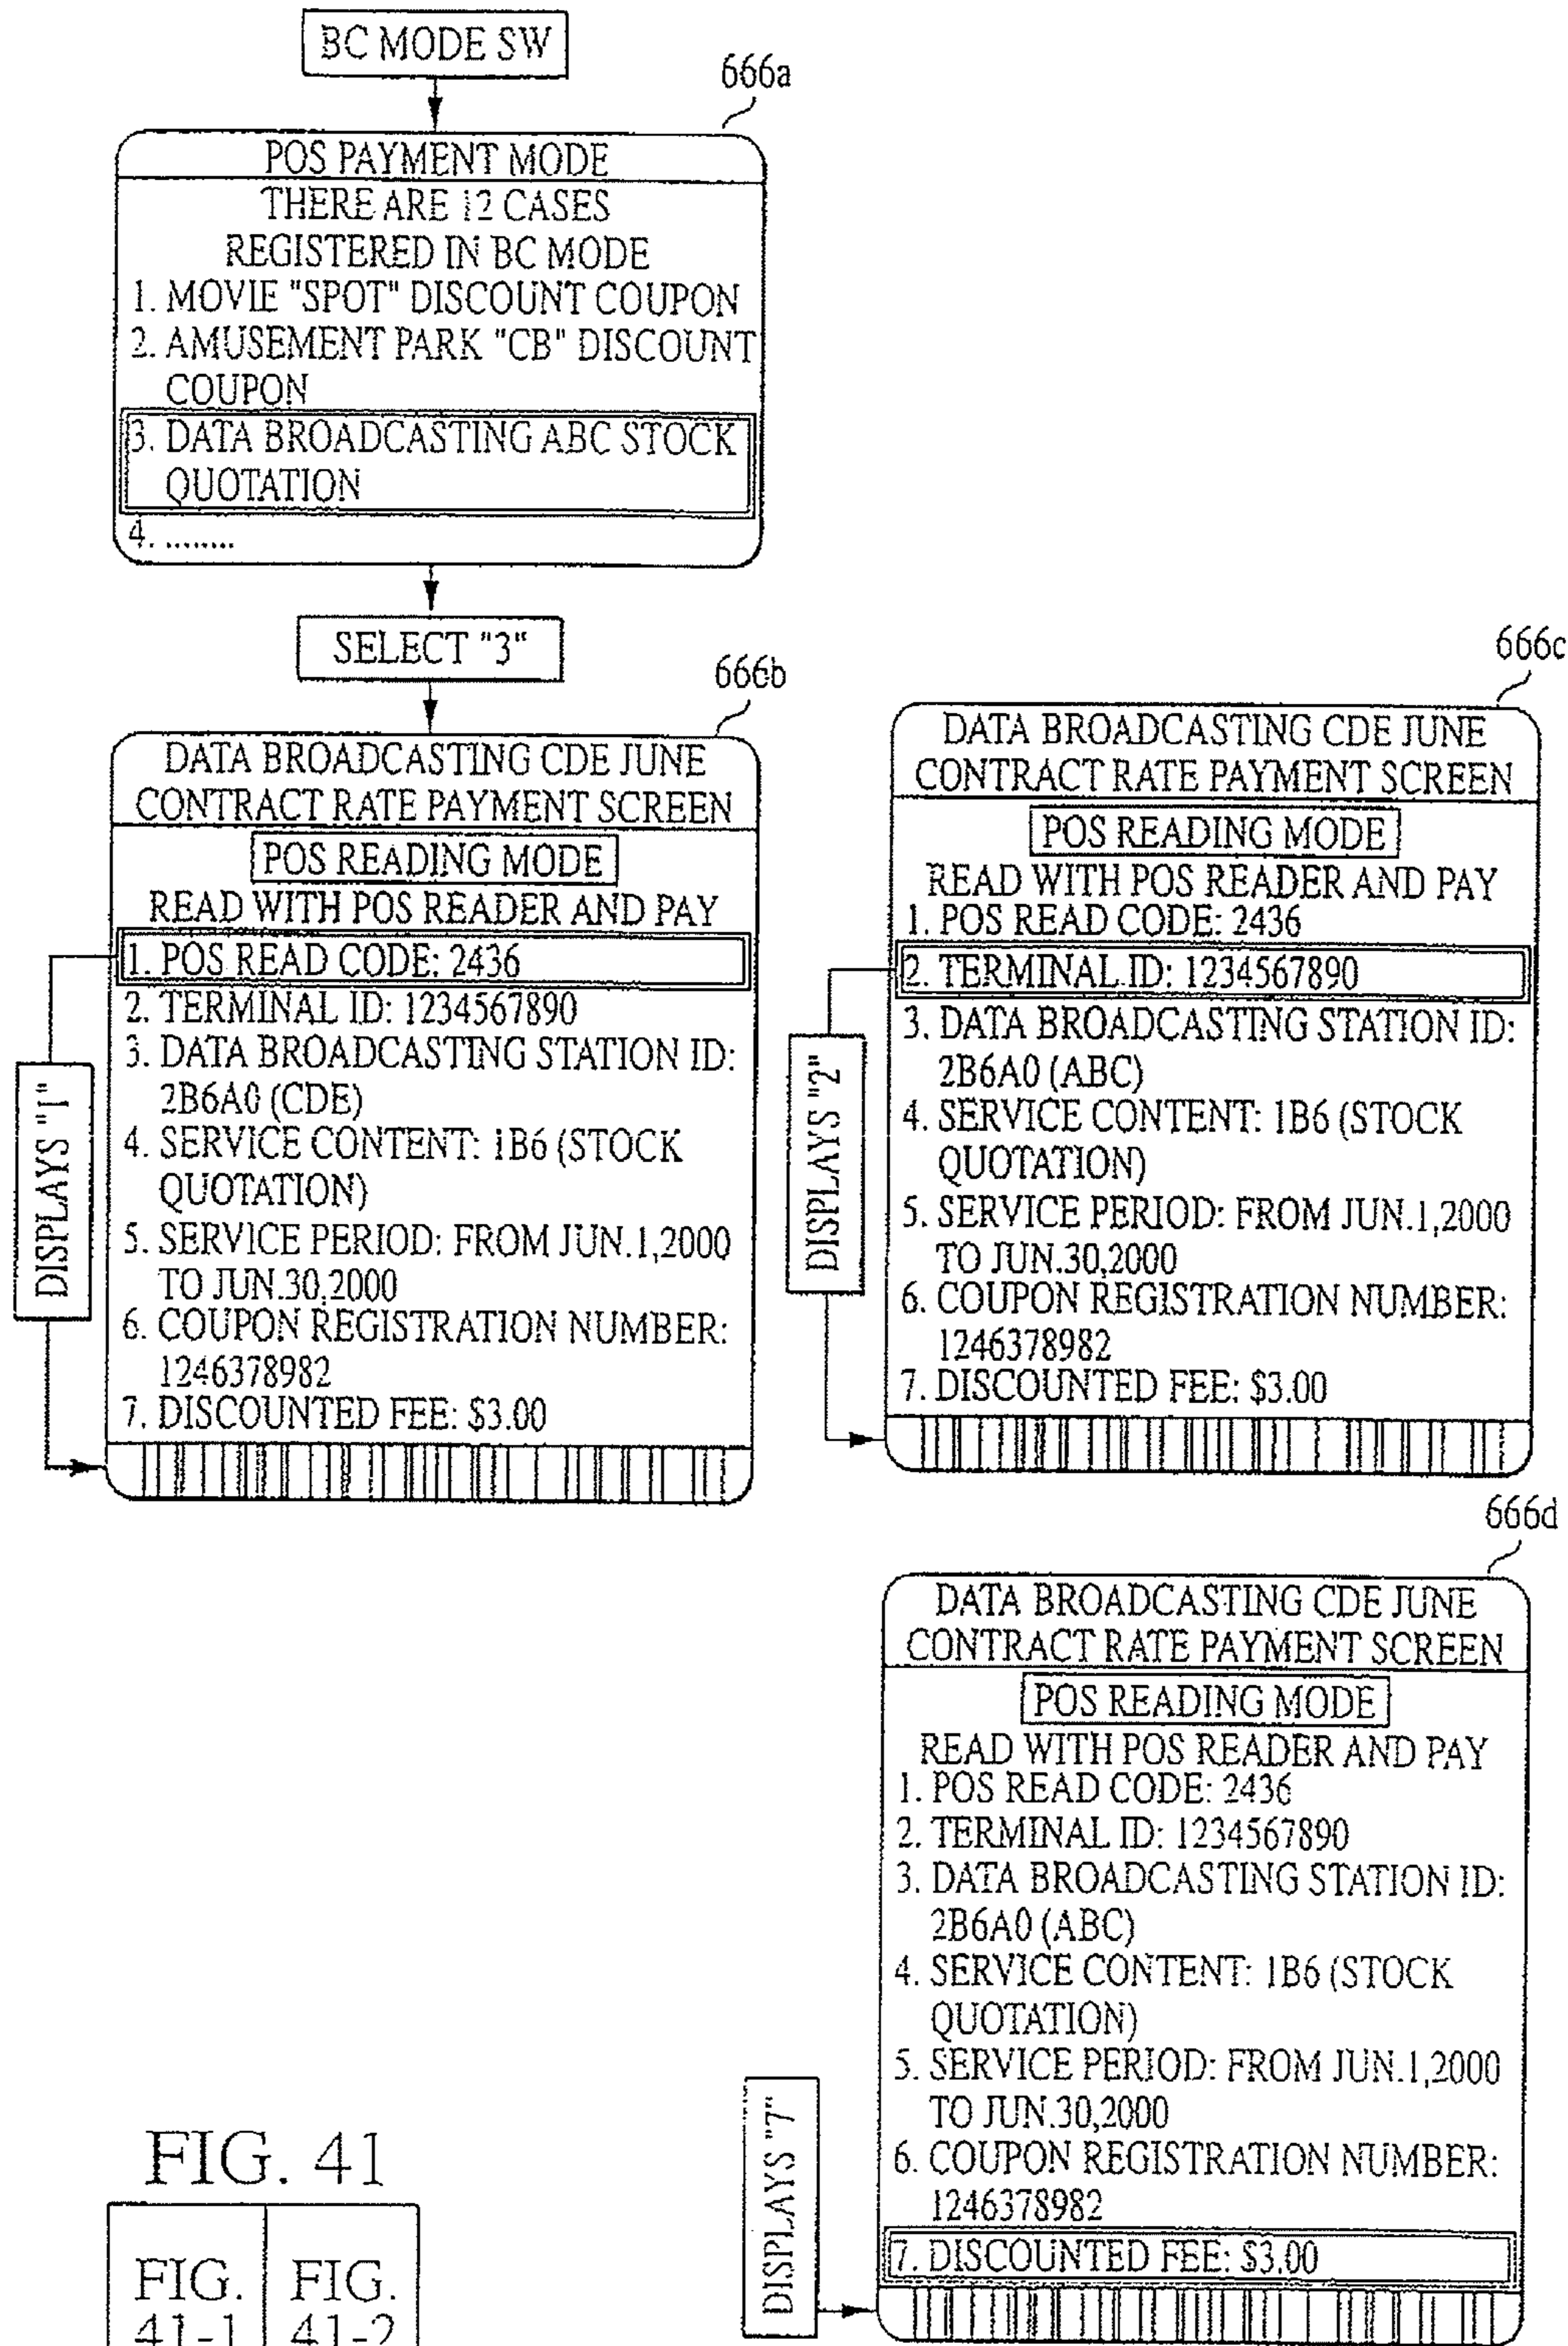 BC MODE SW
666a
POS PAYMENT MODE
THERE ARE 12 CASES
REGISTERED IN BC MODE
1. MOVIE "SPOT" DISCOUNT COUPON
2. AMUSEMENT PARK "CB" DISCOUNT
COUPON
3. DATA BROADCASTING ABC STOCK
QUOTATION
4. ........
SELECT "3"
666b
DATA BROADCASTING CDE JUNE
CONTRACT RATE PAYMENT SCREEN
POS READING MODE
READ WITH POS READER AND PAY
1. POS READ CODE: 2436
2. TERMINAL ID: 1234567890
3. DATA BROADCASTING STATION ID:
2B6A0 (CDE)
4. SERVICE CONTENT: 1B6 (STOCK
QUOTATION)
5. SERVICE PERIOD: FROM JUN.1,2000
TO JUN.30,2000
6. COUPON REGISTRATION NUMBER:
1246378982
7. DISCOUNTED FEE: $3.00
DISPLAYS "1"
666c
DATA BROADCASTING CDE JUNE
CONTRACT RATE PAYMENT SCREEN
POS READING MODE
READ WITH POS READER AND PAY
1. POS READ CODE: 2436
2. TERMINAL.ID: 1234567890
3. DATA BROADCASTING STATION ID:
2B6A0 (ABC)
4. SERVICE CONTENT: 1B6 (STOCK
QUOTATION)
5. SERVICE PERIOD: FROM JUN.1,2000
TO JUN.30,2000
6. COUPON REGISTRATION NUMBER:
1246378982
7. DISCOUNTED FEE: $3.00
DISPLAYS "2"
666d
DATA BROADCASTING CDE JUNE
CONTRACT RATE PAYMENT SCREEN
POS READING MODE
READ WITH POS READER AND PAY
1. POS READ CODE: 2436
2. TERMINAL ID: 1234567890
3. DATA BROADCASTING STATION ID:
2B6A0 (ABC)
4. SERVICE CONTENT: 1B6 (STOCK
QUOTATION)
5. SERVICE PERIOD: FROM JUN.1,2000
TO JUN.30,2000
6. COUPON REGISTRATION NUMBER:
1246378982
7. DISCOUNTED FEE: $3.00
DISPLAYS "7"
FIG. 41
FIG.
41-1
FIG.
41-2